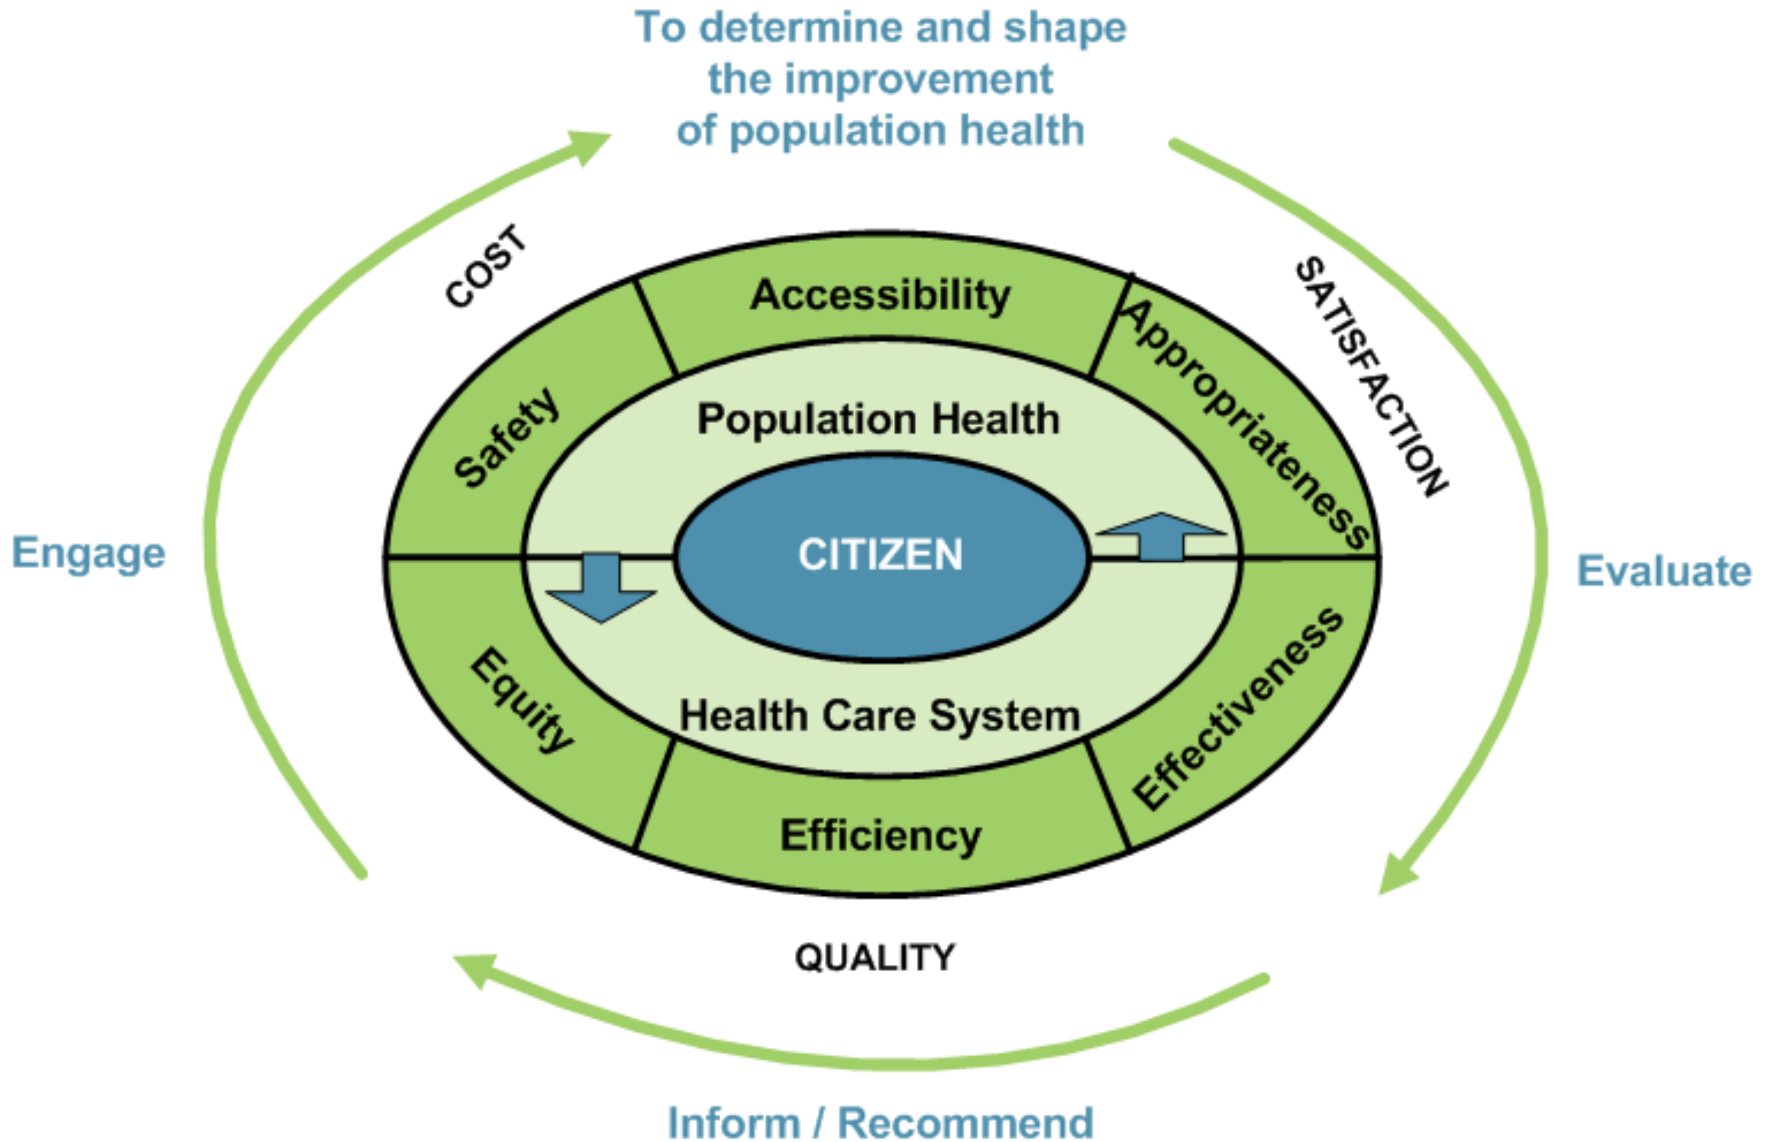 To determine and shape
the improvement
of population health
COST
SATISFACTION
Accessibility
Appropriateness
Safety
Population Health
CITIZEN
Engage
Evaluate
Equity
Health Care System
Effectiveness
Efficiency
QUALITY
Inform / Recommend